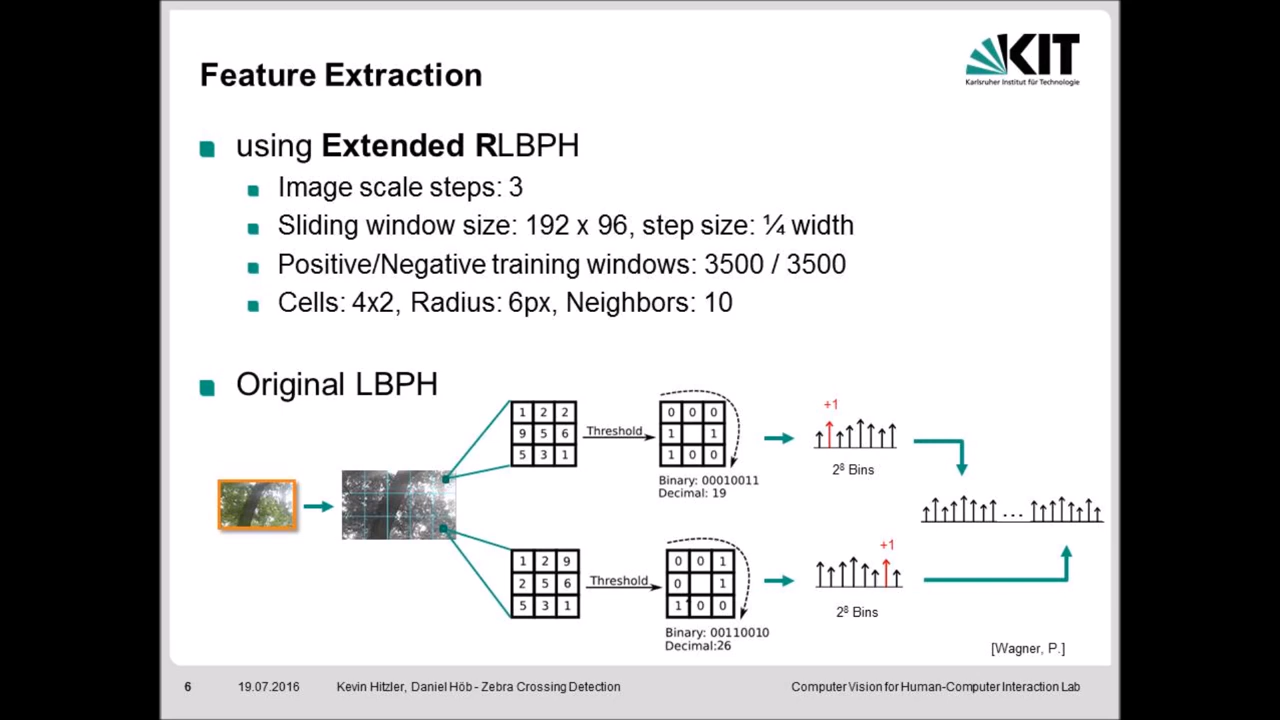 KIT
Karlsruher Institut für Technologie
Feature Extraction
using Extended RLBPH
Image scale steps: 3
Sliding window size: 192 x 96, step size: ¼ width
Positive/Negative training windows: 3500 / 3500
Cells: 4x2, Radius: 6px, Neighbors: 10
Original LBPH
1 2 2
9 5 6
5 3 1
Threshold
0 0 0
1 1
1 0 0
Binary: 00010011
Decimal: 19
+1
2⁸ Bins
...
1 2 9
2 5 6
5 3 1
Threshold
0 0 1
0 1
1 0 0
Binary: 00110010
Decimal:26
+1
2⁸ Bins
[Wagner, P.]
6 19.07.2016 Kevin Hitzler, Daniel Höb - Zebra Crossing Detection Computer Vision for Human-Computer Interaction Lab